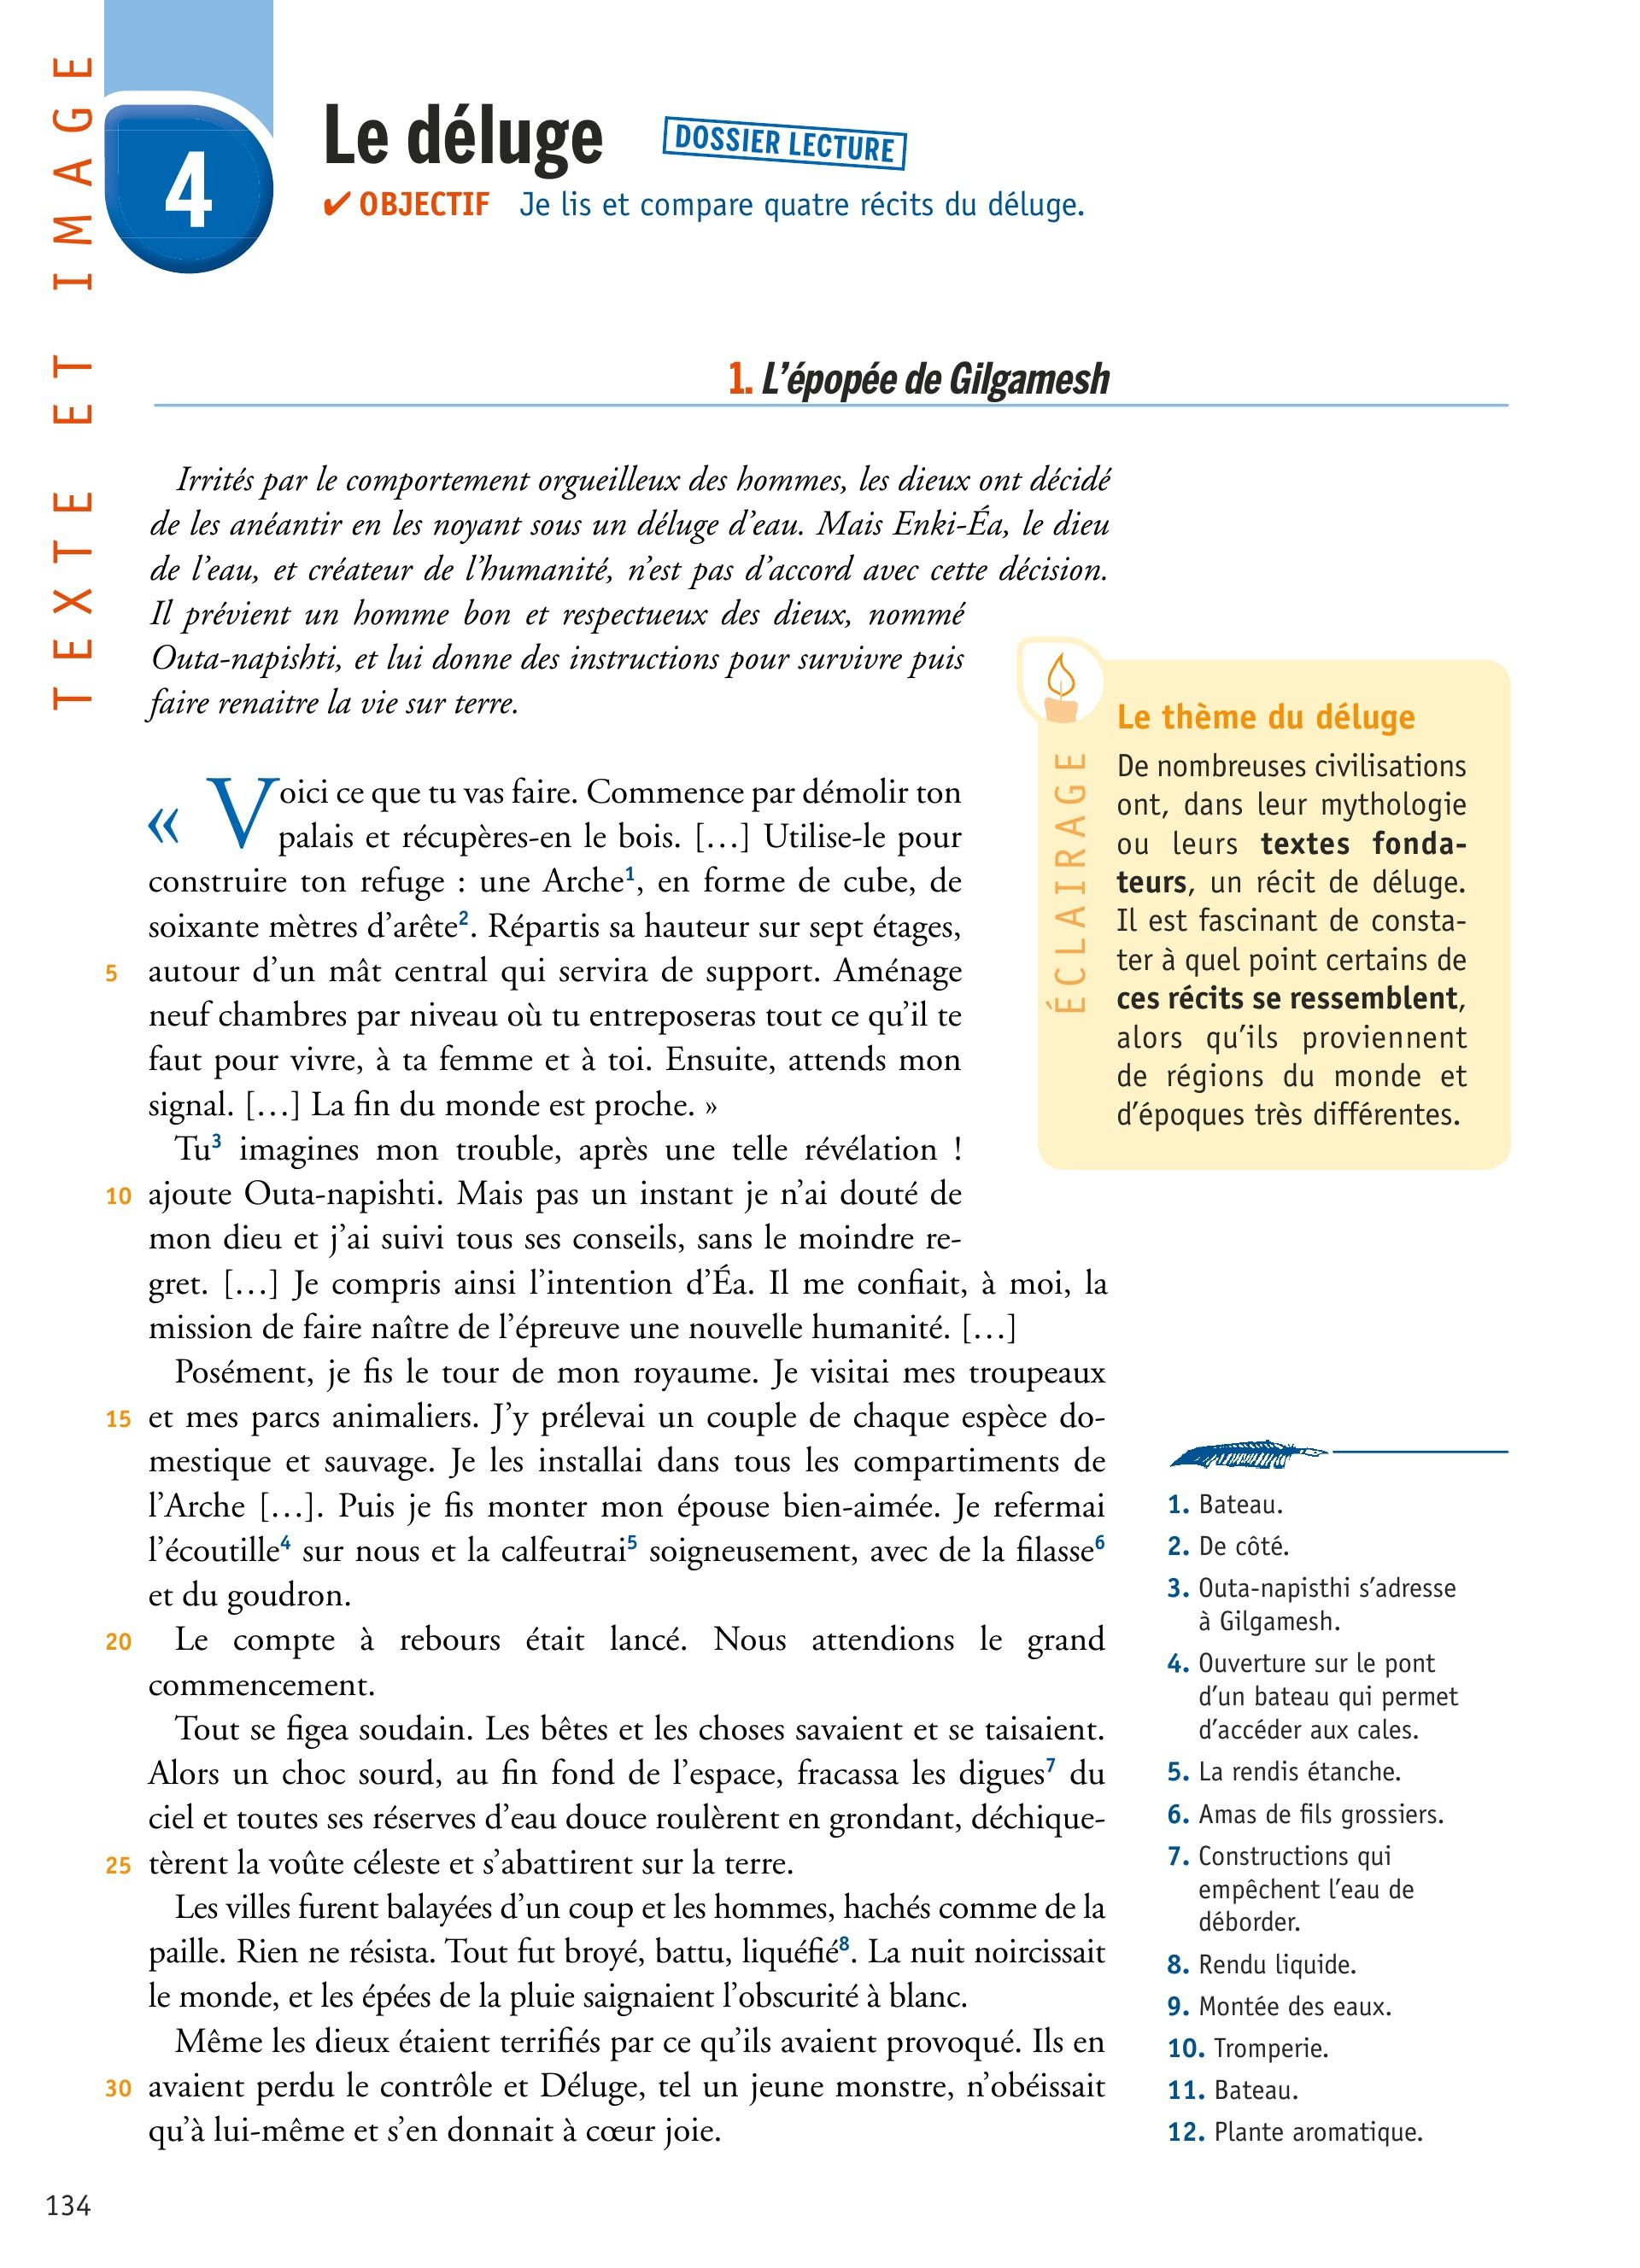 TEXTE ET IMAGE
4
Le déluge
DOSSIER LECTURE
✔ OBJECTIF Je lis et compare quatre récits du déluge.
1. L'épopée de Gilgamesh
Irrités par le comportement orgueilleux des hommes, les dieux ont décidé
de les anéantir en les noyant sous un déluge d'eau. Mais Enki-Éa, le dieu
de l'eau, et créateur de l'humanité, n'est pas d'accord avec cette décision.
Il prévient un homme bon et respectueux des dieux, nommé
Outa-napishti, et lui donne des instructions pour survivre puis
faire renaitre la vie sur terre.
« Voici ce que tu vas faire. Commence par démolir ton
palais et récupères-en le bois. […] Utilise-le pour
construire ton refuge : une Arche1, en forme de cube, de
soixante mètres d'arête2. Répartis sa hauteur sur sept étages,
5 autour d'un mât central qui servira de support. Aménage
neuf chambres par niveau où tu entreposeras tout ce qu'il te
faut pour vivre, à ta femme et à toi. Ensuite, attends mon
signal. […] La fin du monde est proche. »
Tu3 imagines mon trouble, après une telle révélation !
10 ajoute Outa-napishti. Mais pas un instant je n'ai douté de
mon dieu et j'ai suivi tous ses conseils, sans le moindre re-
gret. […] Je compris ainsi l'intention d'Éa. Il me confiait, à moi, la
mission de faire naître de l'épreuve une nouvelle humanité. […]
Posément, je fis le tour de mon royaume. Je visitai mes troupeaux
15 et mes parcs animaliers. J'y prélevai un couple de chaque espèce do-
mestique et sauvage. Je les installai dans tous les compartiments de
l'Arche […]. Puis je fis monter mon épouse bien-aimée. Je refermai
l'écoutille4 sur nous et la calfeutrai5 soigneusement, avec de la filasse6
et du goudron.
20 Le compte à rebours était lancé. Nous attendions le grand
commencement.
Tout se figea soudain. Les bêtes et les choses savaient et se taisaient.
Alors un choc sourd, au fin fond de l'espace, fracassa les digues7 du
ciel et toutes ses réserves d'eau douce roulèrent en grondant, déchique-
25 tèrent la voûte céleste et s'abattirent sur la terre.
Les villes furent balayées d'un coup et les hommes, hachés comme de la
paille. Rien ne résista. Tout fut broyé, battu, liquéfié8. La nuit noircissait
le monde, et les épées de la pluie saignaient l'obscurité à blanc.
Même les dieux étaient terrifiés par ce qu'ils avaient provoqué. Ils en
30 avaient perdu le contrôle et Déluge, tel un jeune monstre, n'obéissait
qu'à lui-même et s'en donnait à cœur joie.
ÉCLAIRAGE
Le thème du déluge
De nombreuses civilisations
ont, dans leur mythologie
ou leurs textes fonda-
teurs, un récit de déluge.
Il est fascinant de consta-
ter à quel point certains de
ces récits se ressemblent,
alors qu'ils proviennent
de régions du monde et
d'époques très différentes.
1. Bateau.
2. De côté.
3. Outa-napisthi s'adresse
à Gilgamesh.
4. Ouverture sur le pont
d'un bateau qui permet
d'accéder aux cales.
5. La rendis étanche.
6. Amas de fils grossiers.
7. Constructions qui
empêchent l'eau de
déborder.
8. Rendu liquide.
9. Montée des eaux.
10. Tromperie.
11. Bateau.
12. Plante aromatique.
134